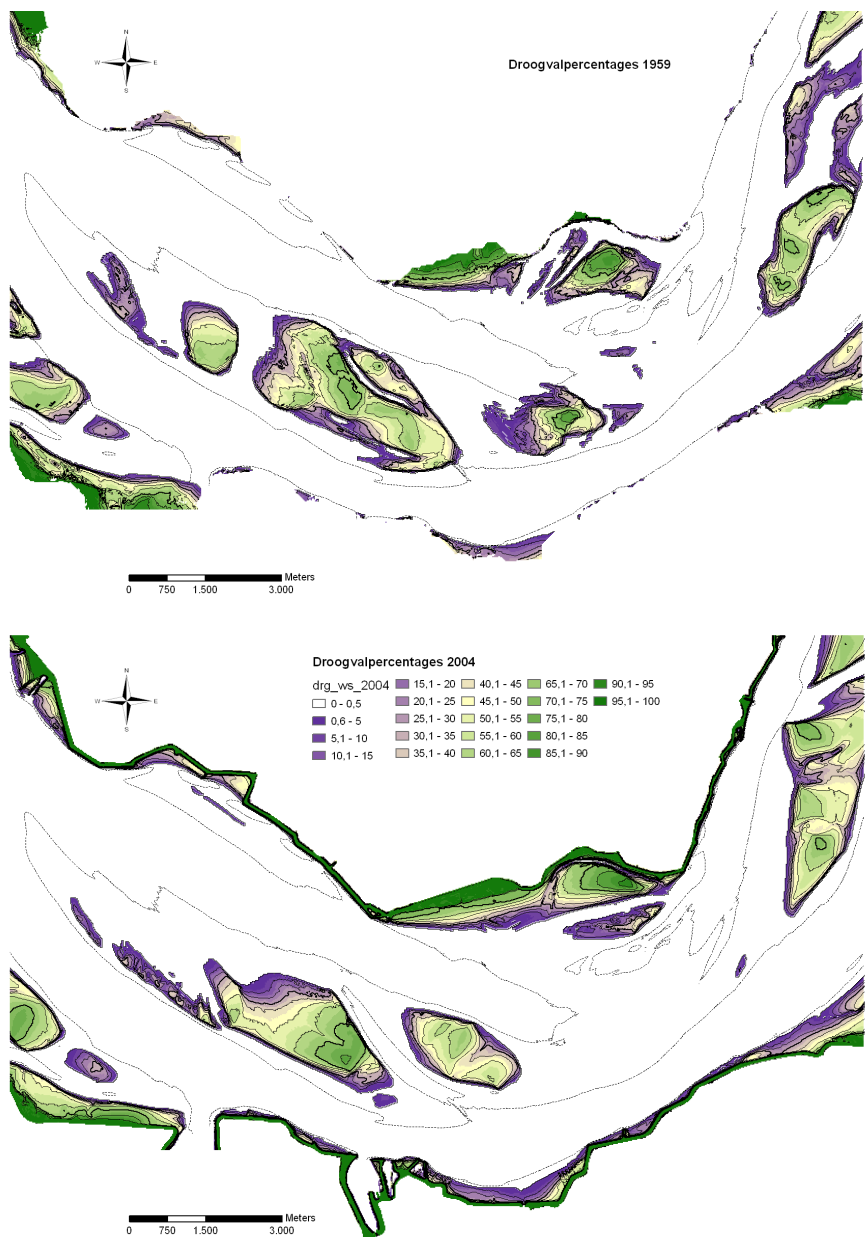 N
W E
S
Droogvalpercentages 1959
Meters
0 750 1.500 3.000
N
W E
S
Droogvalpercentages 2004
drg_ws_2004
0 - 0,5
0,6 - 5
5,1 - 10
10,1 - 15
15,1 - 20
20,1 - 25
25,1 - 30
30,1 - 35
35,1 - 40
40,1 - 45
45,1 - 50
50,1 - 55
55,1 - 60
60,1 - 65
65,1 - 70
70,1 - 75
75,1 - 80
80,1 - 85
85,1 - 90
90,1 - 95
95,1 - 100
Meters
0 750 1.500 3.000